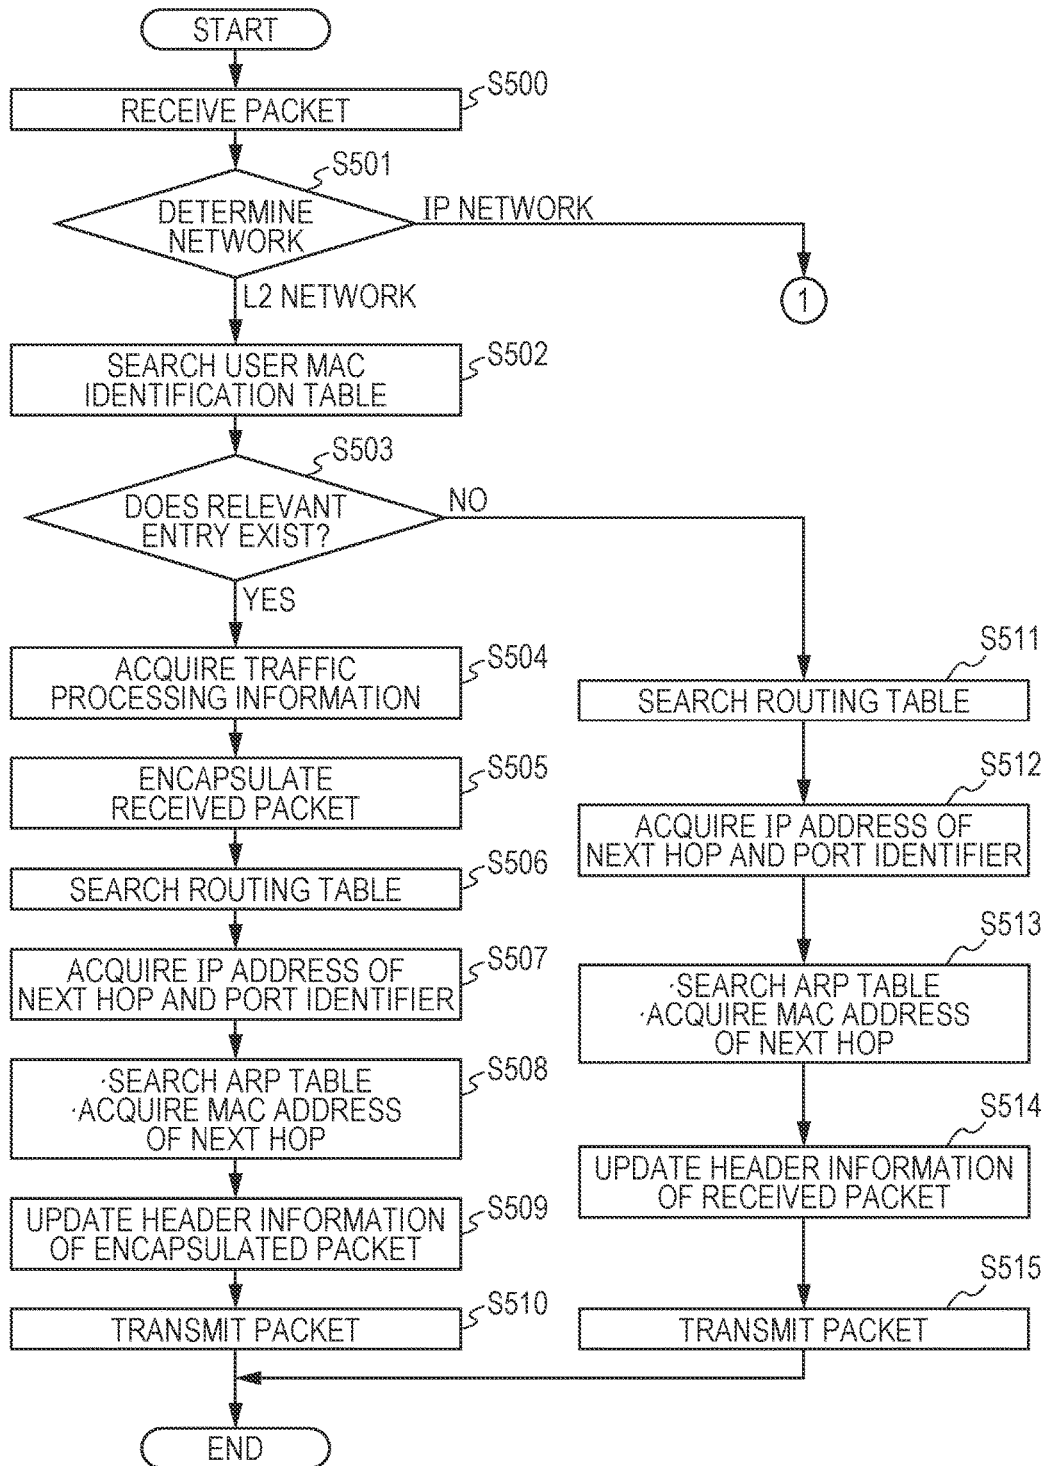 START
S500
RECEIVE PACKET
S501
DETERMINE
NETWORK
IP NETWORK
1
L2 NETWORK
S502
SEARCH USER MAC
IDENTIFICATION TABLE
S503
DOES RELEVANT
ENTRY EXIST?
NO
YES
S504
ACQUIRE TRAFFIC
PROCESSING INFORMATION
S505
ENCAPSULATE
RECEIVED PACKET
S506
SEARCH ROUTING TABLE
S507
ACQUIRE IP ADDRESS OF
NEXT HOP AND PORT IDENTIFIER
S508
·SEARCH ARP TABLE
·ACQUIRE MAC ADDRESS
OF NEXT HOP
S509
UPDATE HEADER INFORMATION
OF ENCAPSULATED PACKET
S510
TRANSMIT PACKET
S511
SEARCH ROUTING TABLE
S512
ACQUIRE IP ADDRESS OF
NEXT HOP AND PORT IDENTIFIER
S513
·SEARCH ARP TABLE
·ACQUIRE MAC ADDRESS
OF NEXT HOP
S514
UPDATE HEADER INFORMATION
OF RECEIVED PACKET
S515
TRANSMIT PACKET
END